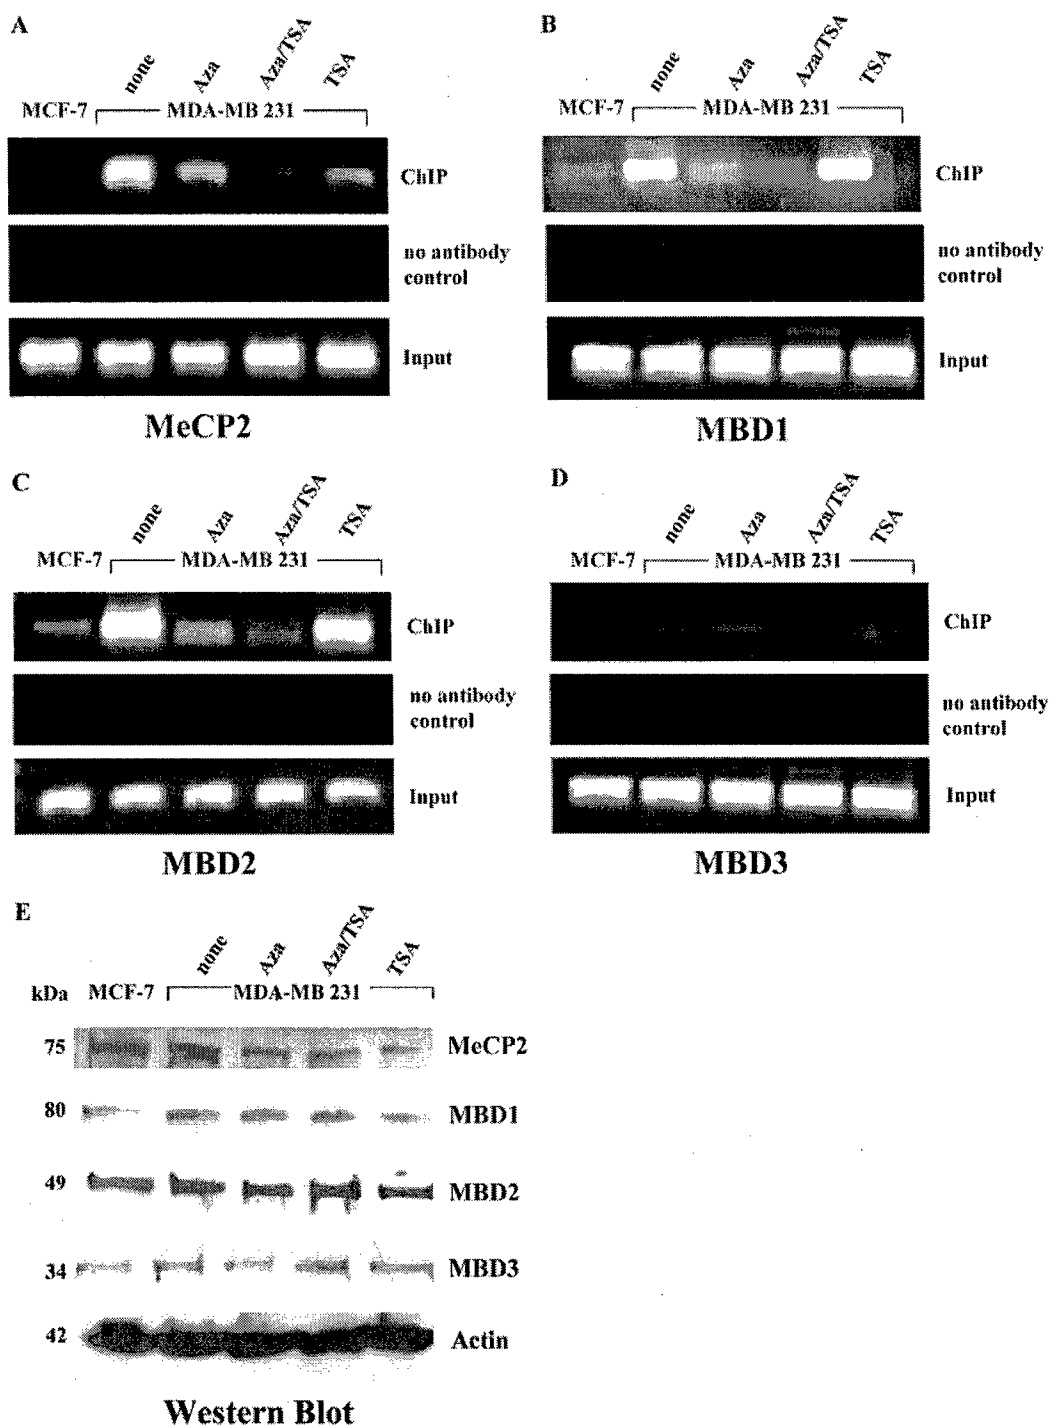 A
none
Aza
Aza/TSA
TSA
MCF-7
MDA-MB 231
ChIP
no antibody
control
Input
MeCP2
B
none
Aza
Aza/TSA
TSA
MCF-7
MDA-MB 231
ChIP
no antibody
control
Input
MBD1
C
none
Aza
Aza/TSA
TSA
MCF-7
MDA-MB 231
ChIP
no antibody
control
Input
MBD2
D
none
Aza
Aza/TSA
TSA
MCF-7
MDA-MB 231
ChIP
no antibody
control
Input
MBD3
E
none
Aza
Aza/TSA
TSA
kDa
MCF-7
MDA-MB 231
75
MeCP2
80
MBD1
49
MBD2
34
MBD3
42
Actin
Western Blot